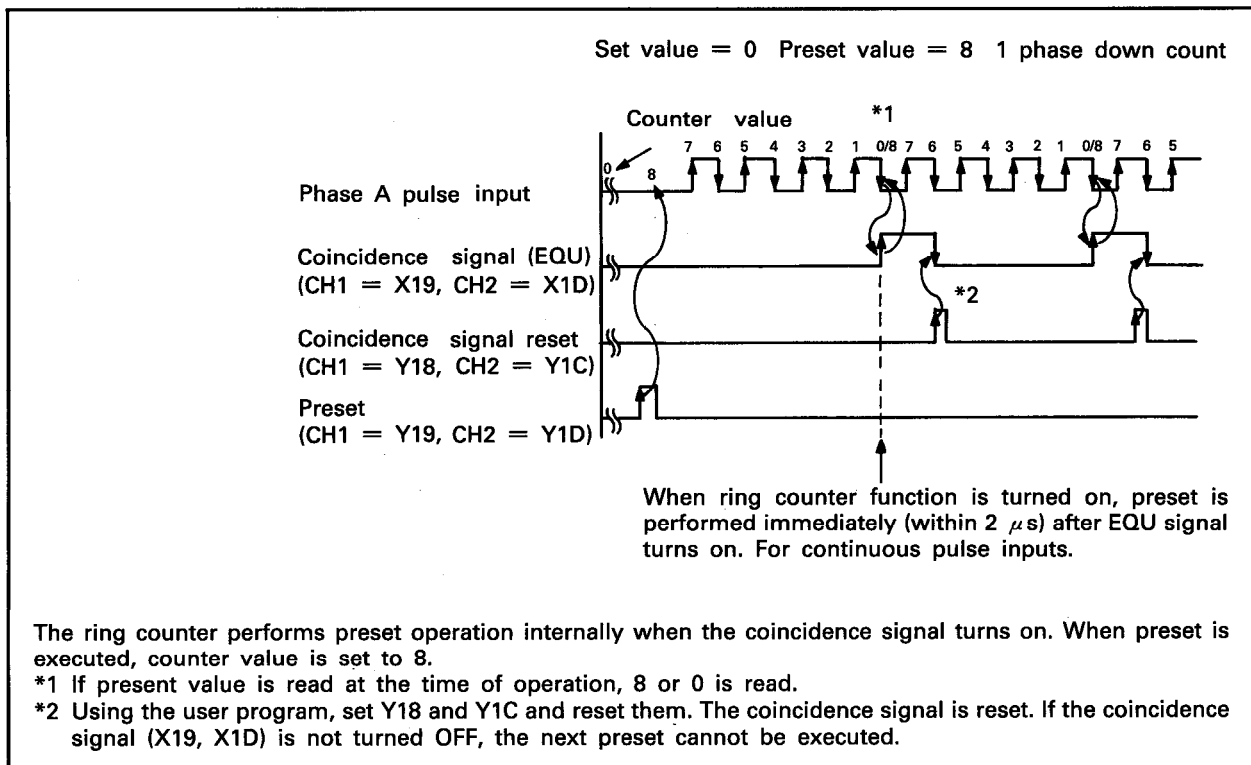 Set value = 0 Preset value = 8 1 phase down count
Counter value
*1
0
8
7 6 5 4 3 2 1 0/8 7 6 5 4 3 2 1 0/8 7 6 5
Phase A pulse input
Coincidence signal (EQU)
(CH1 = X19, CH2 = X1D)
*2
Coincidence signal reset
(CH1 = Y18, CH2 = Y1C)
Preset
(CH1 = Y19, CH2 = Y1D)
When ring counter function is turned on, preset is
performed immediately (within 2 μs) after EQU signal
turns on. For continuous pulse inputs.
The ring counter performs preset operation internally when the coincidence signal turns on. When preset is
executed, counter value is set to 8.
*1 If present value is read at the time of operation, 8 or 0 is read.
*2 Using the user program, set Y18 and Y1C and reset them. The coincidence signal is reset. If the coincidence
signal (X19, X1D) is not turned OFF, the next preset cannot be executed.